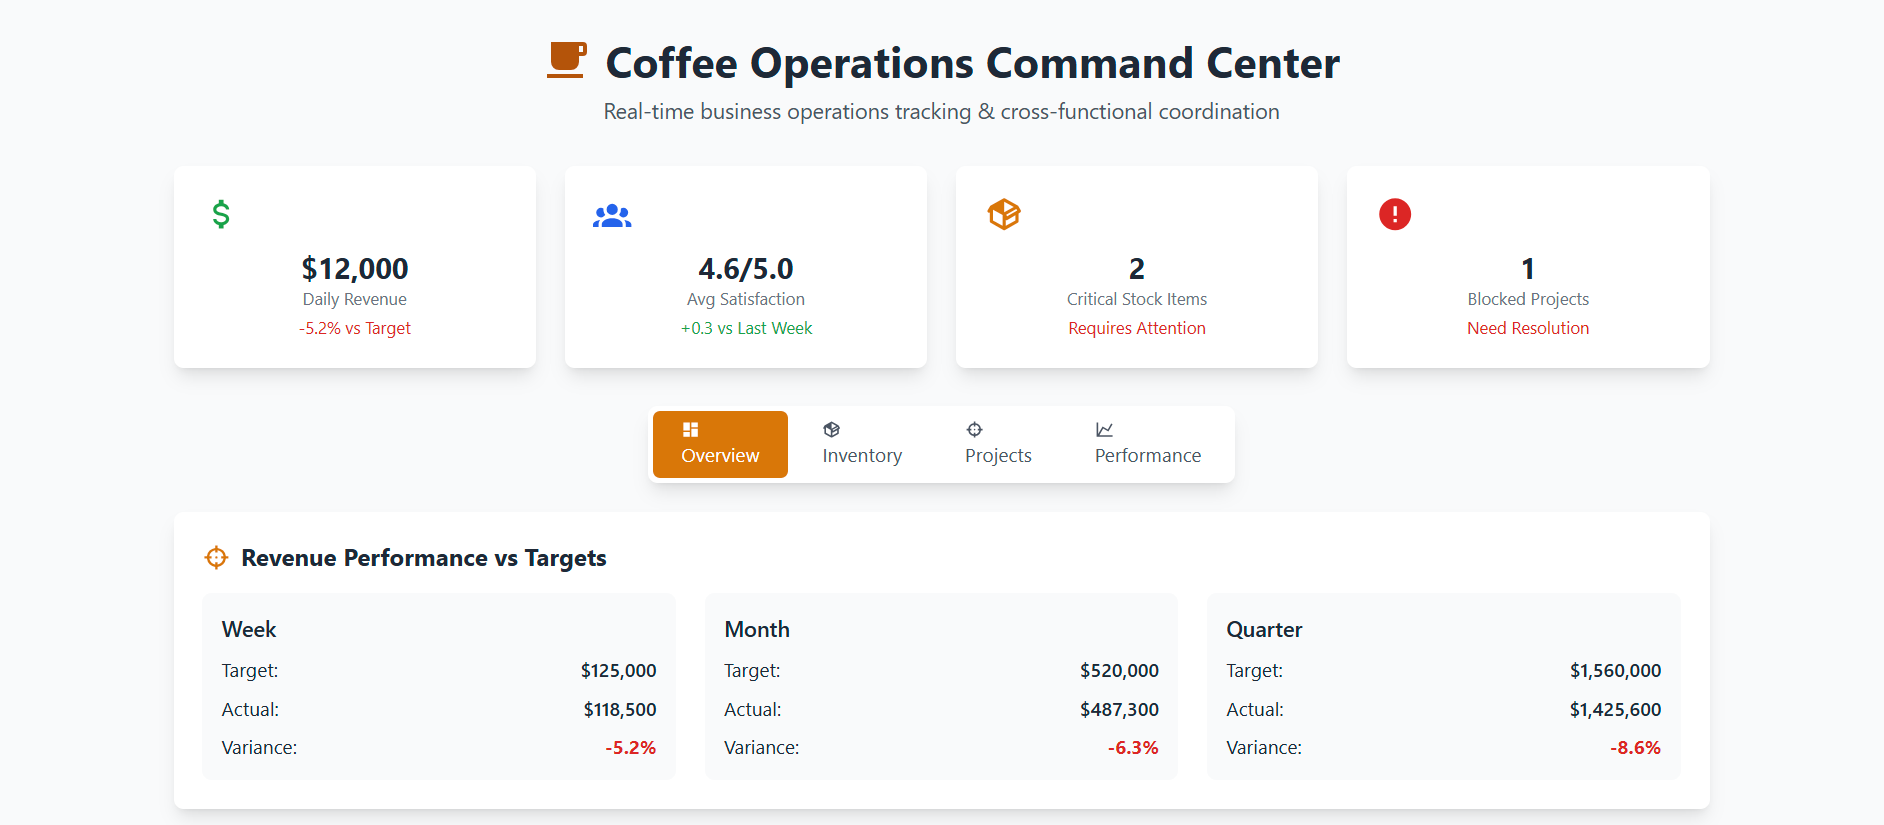 Coffee Operations Command Center
Real-time business operations tracking & cross-functional coordination
$12,000
Daily Revenue
-5.2% vs Target
4.6/5.0
Avg Satisfaction
+0.3 vs Last Week
2
Critical Stock Items
Requires Attention
1
Blocked Projects
Need Resolution
Overview
Inventory
Projects
Performance
Revenue Performance vs Targets
Week
Target: $125,000
Actual: $118,500
Variance: -5.2%
Month
Target: $520,000
Actual: $487,300
Variance: -6.3%
Quarter
Target: $1,560,000
Actual: $1,425,600
Variance: -8.6%